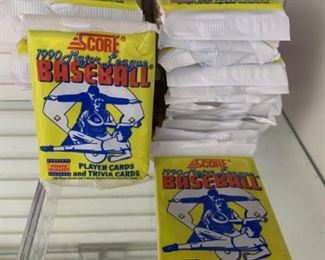 SCORE
1990 Major League
BASEBALL
PLAYER CARDS
and TRIVIA CARDS
SCORE
1990 Major League
BASEBALL